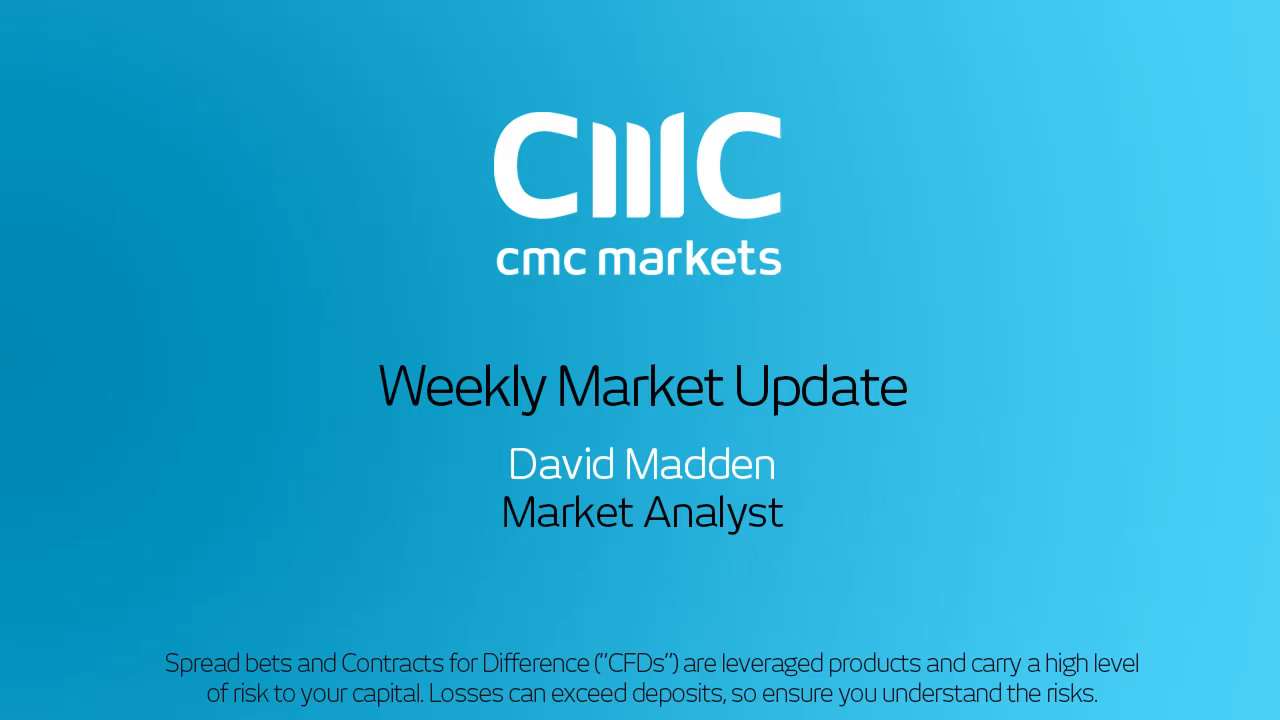 CMC
cmc markets
Weekly Market Update
David Madden
Market Analyst
Spread bets and Contracts for Difference (“CFDs”) are leveraged products and carry a high level
of risk to your capital. Losses can exceed deposits, so ensure you understand the risks.